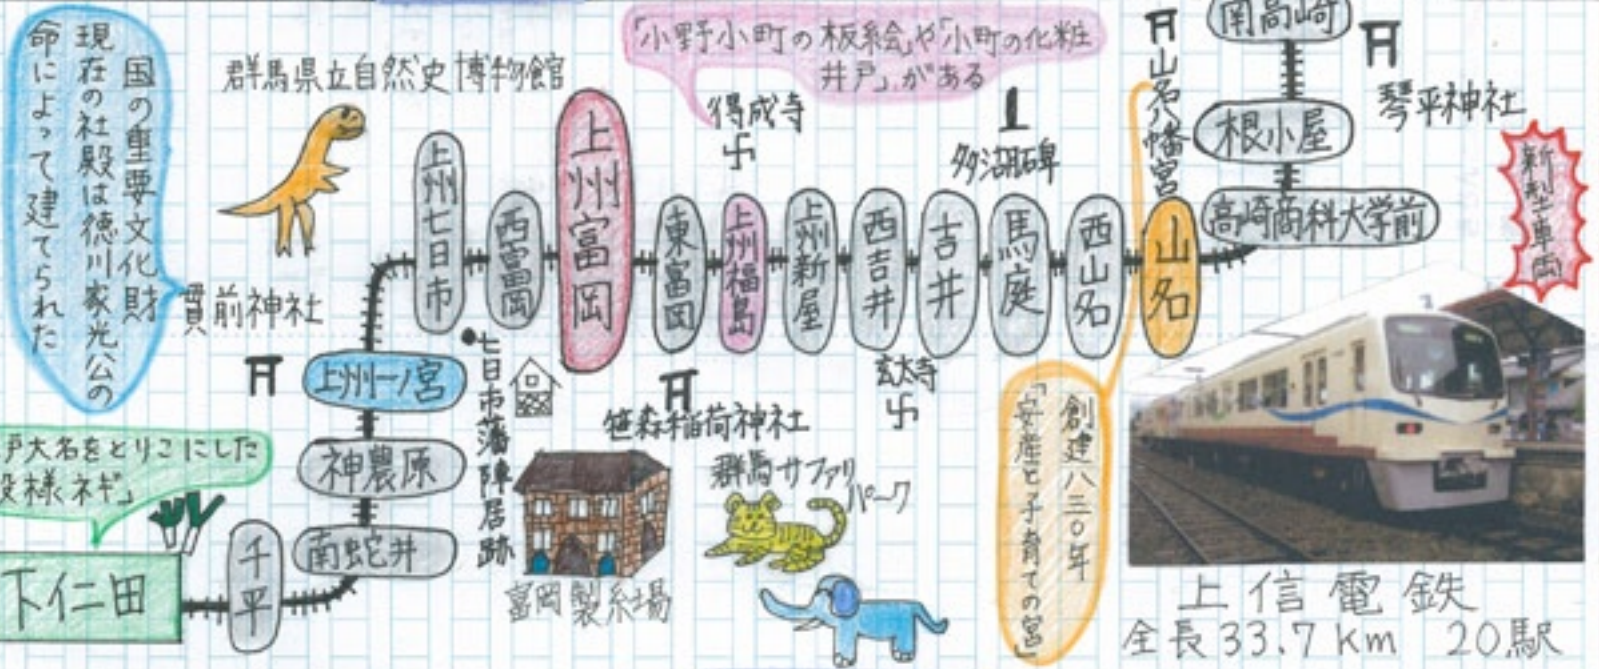 国の重要文化財
現在の社殿は徳川家光公の
命によって建てられた
群馬県立自然史博物館
「小野小町の板絵」や「小町の化粧
井戸」がある
得成寺
卍
多湖碑
山名八幡宮
南高崎
琴平神社
根小屋
高崎商科大学前
新型車両
山名
西山名
馬庭
吉井
西吉井
上州新屋
上州福島
東富岡
上州富岡
西富岡
上州七日市
貫前神社
上州一ノ宮
神農原
南蛇井
千平
下仁田
戸大名をとりこにした
殿様ネギ」
七日市藩陣居跡
富岡製糸場
笹森稲荷神社
群馬サファリ
パーク
玄太寺
卍
創建八三〇年
「安産と子育ての宮」
上信電鉄
全長33.7km 20駅